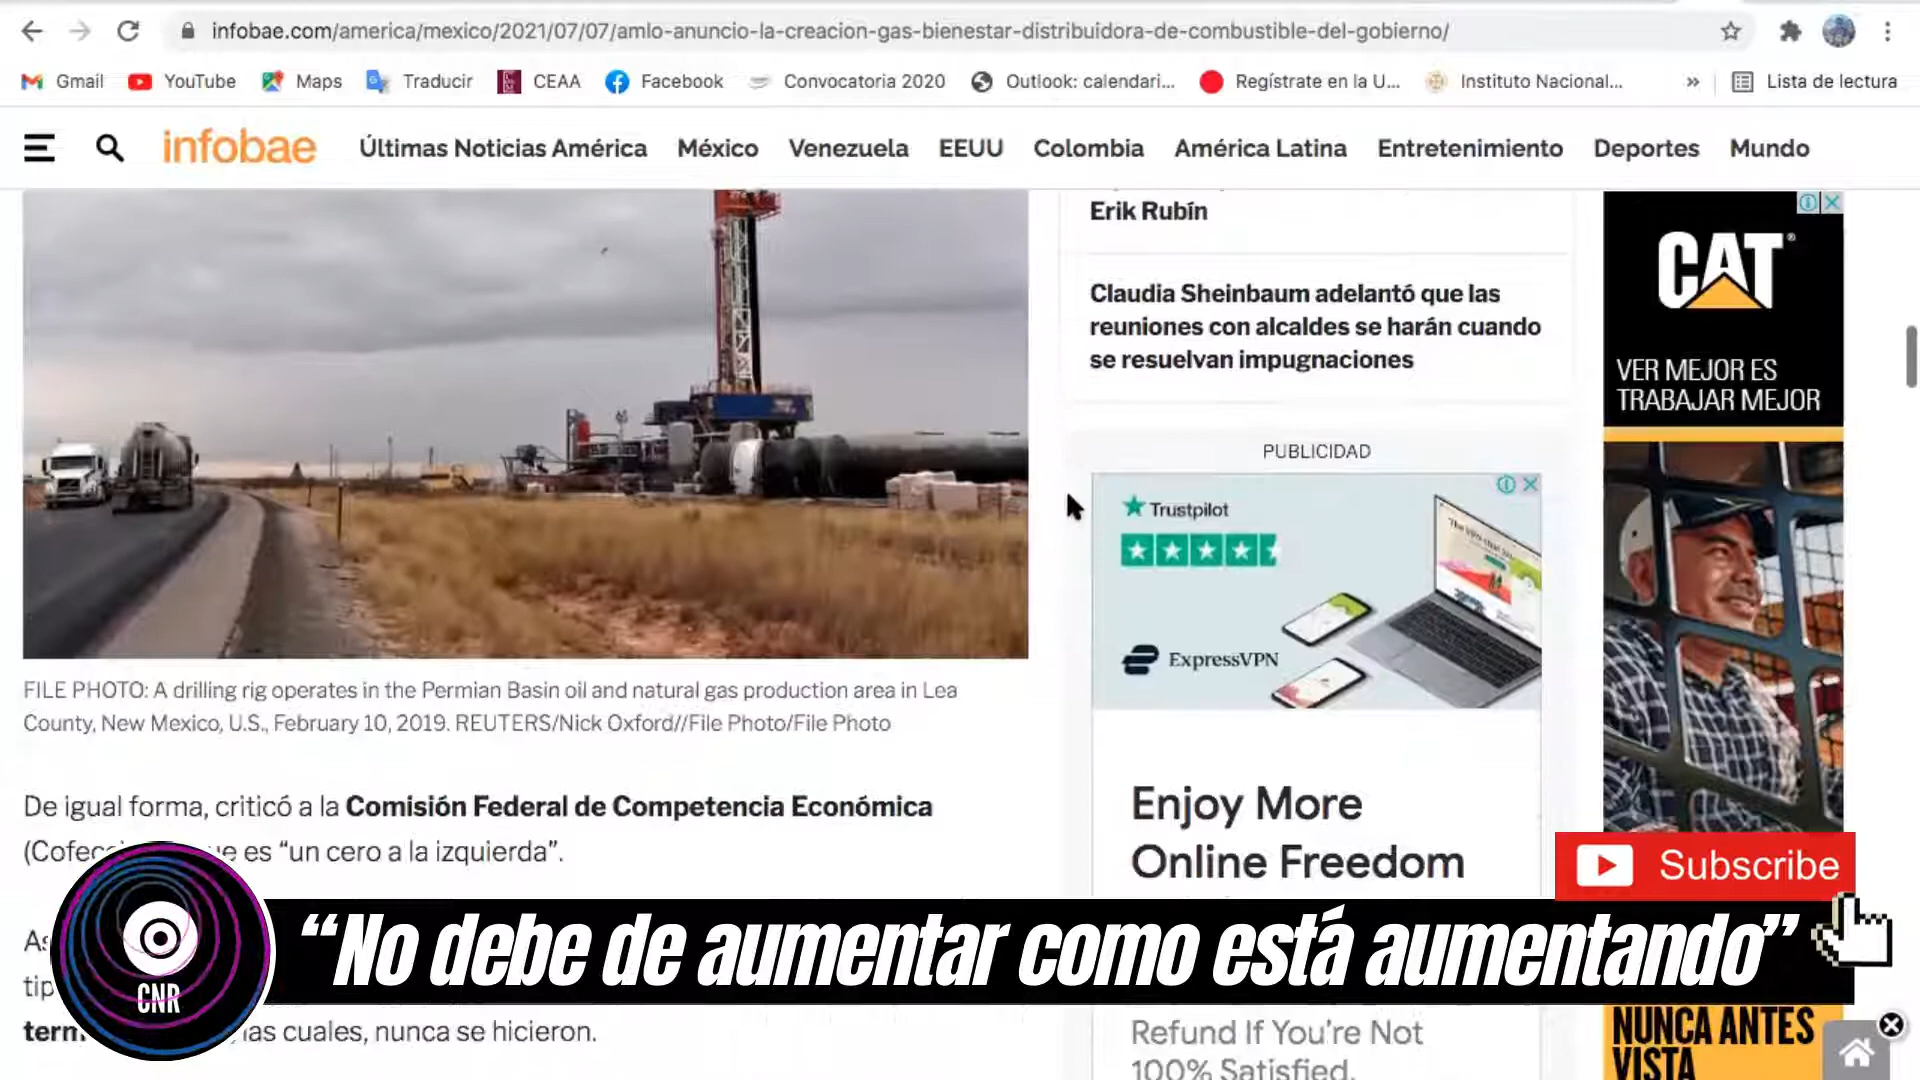 infobae.com/america/mexico/2021/07/07/amlo-anuncio-la-creacion-gas-bienestar-distribuidora-de-combustible-del-gobierno/
Gmail YouTube Maps Traducir CEAA Facebook Convocatoria 2020 Outlook: calendari... Regístrate en la U... Instituto Nacional... » Lista de lectura
infobae Últimas Noticias América México Venezuela EEUU Colombia América Latina Entretenimiento Deportes Mundo
FILE PHOTO: A drilling rig operates in the Permian Basin oil and natural gas production area in Lea
County, New Mexico, U.S., February 10, 2019. REUTERS/Nick Oxford//File Photo/File Photo
De igual forma, criticó a la Comisión Federal de Competencia Económica
es “un cero a la izquierda”.
las cuales, nunca se hicieron.
Erik Rubín
Claudia Sheinbaum adelantó que las
reuniones con alcaldes se harán cuando
se resuelvan impugnaciones
PUBLICIDAD
Trustpilot
ExpressVPN
Enjoy More
Online Freedom
Refund If You’re Not
100% Satisfied.
CAT
VER MEJOR ES
TRABAJAR MEJOR
NUNCA ANTES
VISTA
Subscribe
“No debe de aumentar como está aumentando”
CNR